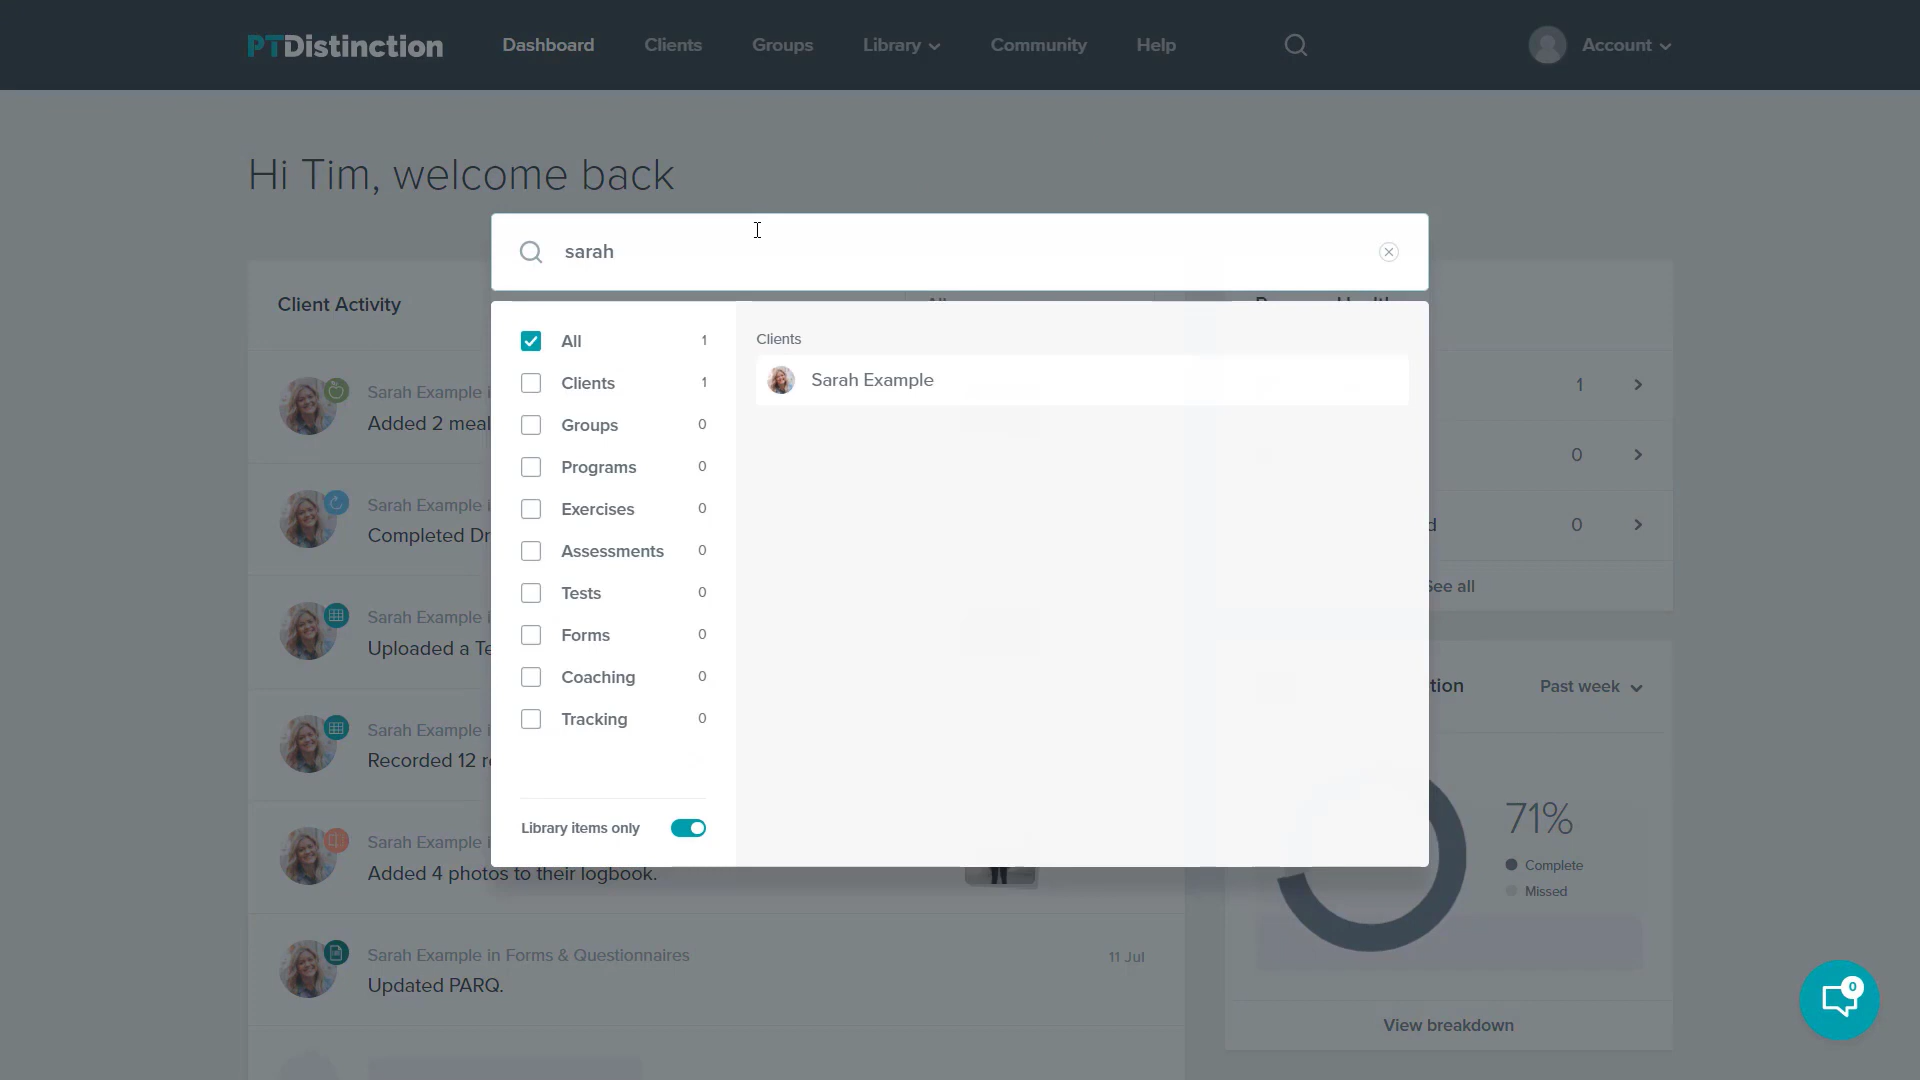 PTDistinction Dashboard Clients Groups Library Community Help Account
Hi Tim, welcome back
sarah
Client Activity
Sarah Example i
Added 2 meal
Sarah Example i
Completed Dr
Sarah Example i
Uploaded a Te
Sarah Example i
Recorded 12 r
Sarah Example i
Added 4 photos to their logbook.
Sarah Example in Forms & Questionnaires
11 Jul
Updated PARQ.
All 1
Clients 1
Groups 0
Programs 0
Exercises 0
Assessments 0
Tests 0
Forms 0
Coaching 0
Tracking 0
Library items only
Clients
Sarah Example
1
0
d 0
See all
tion Past week
71%
Complete
Missed
View breakdown
0